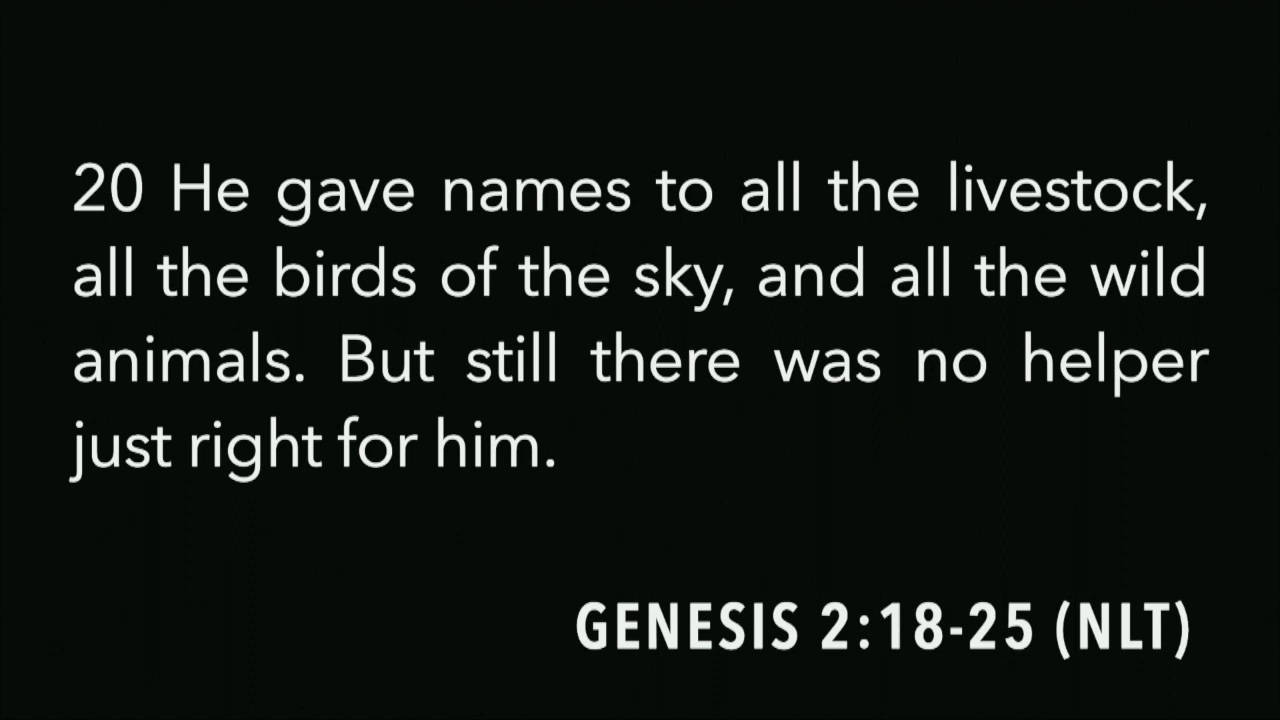 20 He gave names to all the livestock,
all the birds of the sky, and all the wild
animals. But still there was no helper
just right for him.
GENESIS 2:18-25 (NLT)